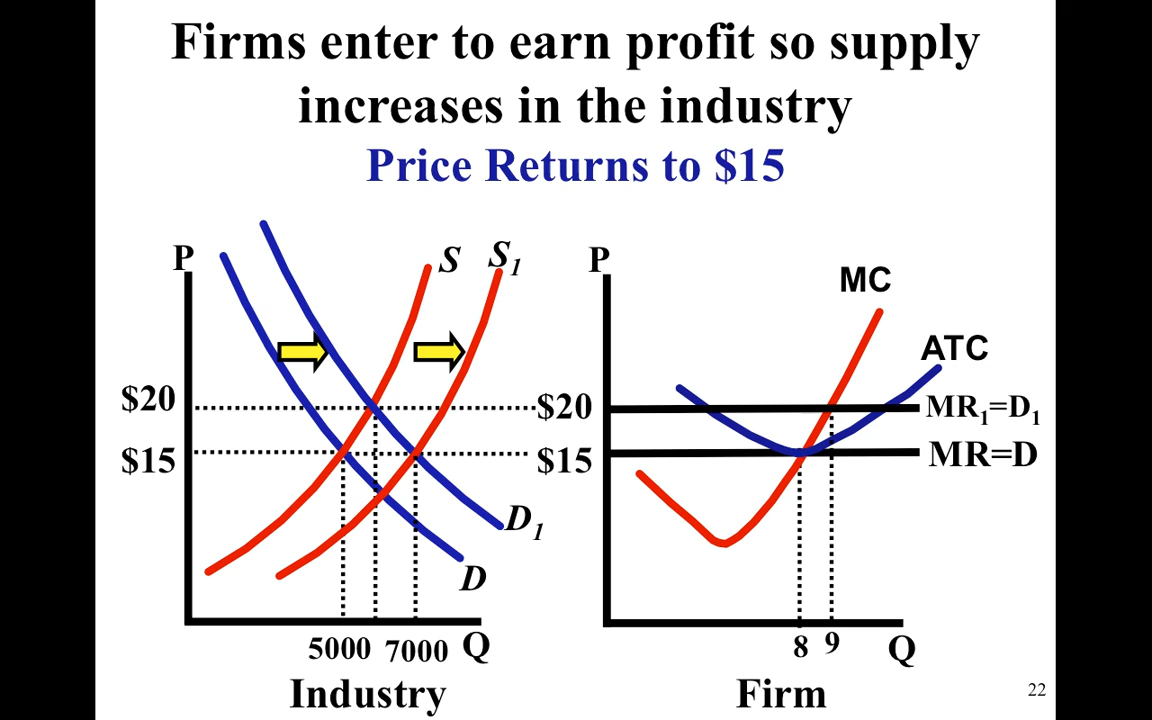 Firms enter to earn profit so supply
increases in the industry
Price Returns to $15
P
S
S1
$20
$15
D1
D
5000
7000
Q
Industry
P
MC
ATC
$20
MR1=D1
$15
MR=D
8
9
Q
Firm
22